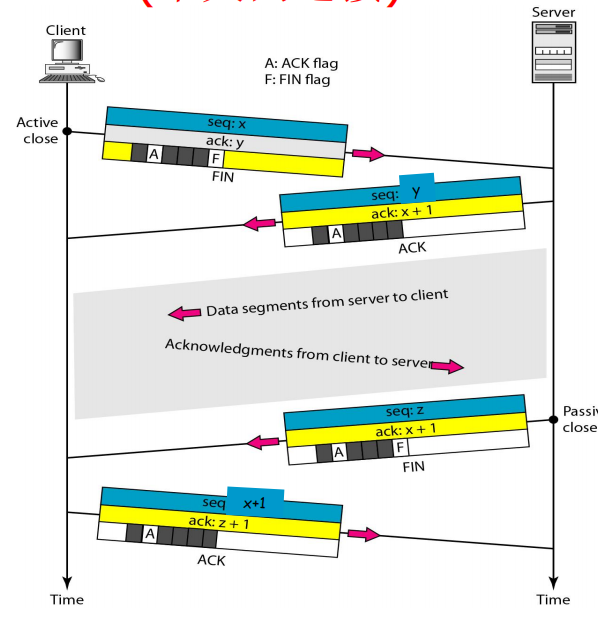 Server
Client
A: ACK flag
F: FIN flag
Active
close
seq: x
ack: y
A F
FIN
seq: y
ack: x + 1
A
ACK
Data segments from server to client
Acknowledgments from client to server
seq: z
ack: x + 1
A F
FIN
Passiv
close
seq x+1
ack: z + 1
A
ACK
Time
Time